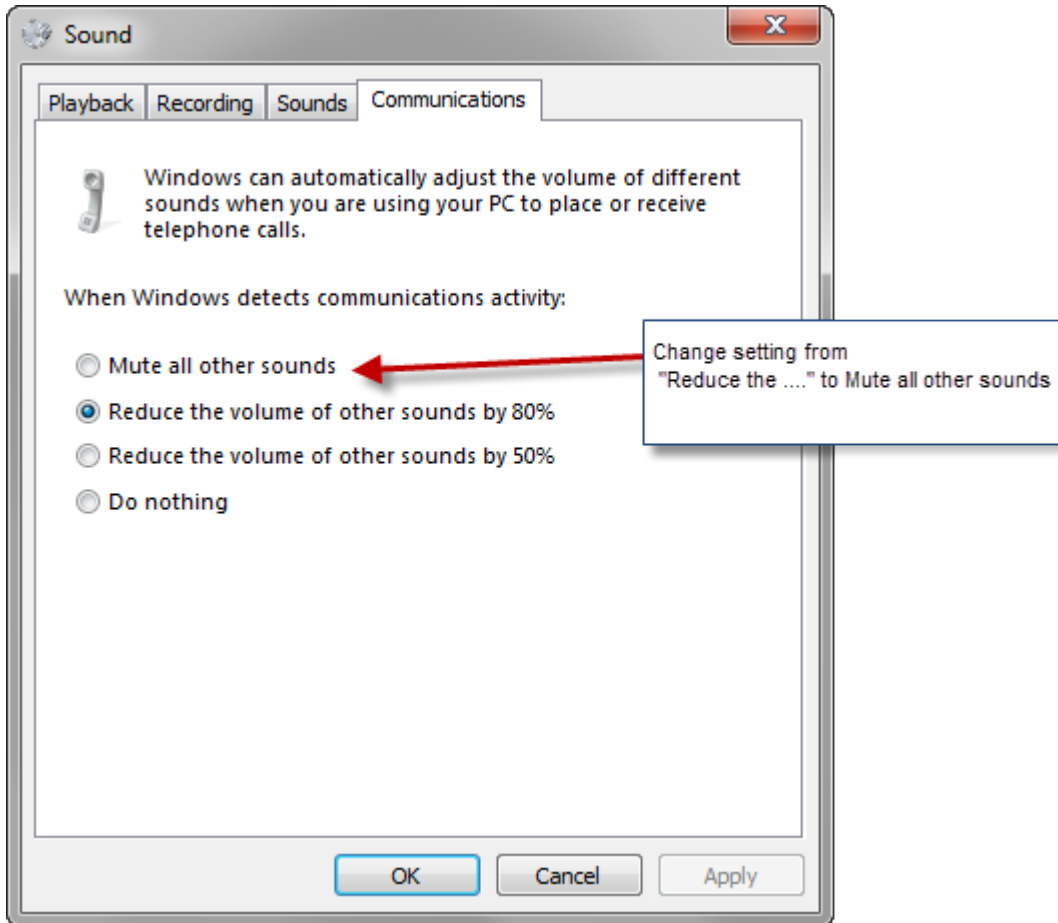 Sound
Playback Recording Sounds Communications
Windows can automatically adjust the volume of different
sounds when you are using your PC to place or receive
telephone calls.
When Windows detects communications activity:
Mute all other sounds
Reduce the volume of other sounds by 80%
Reduce the volume of other sounds by 50%
Do nothing
Change setting from
"Reduce the ...." to Mute all other sounds
OK Cancel Apply